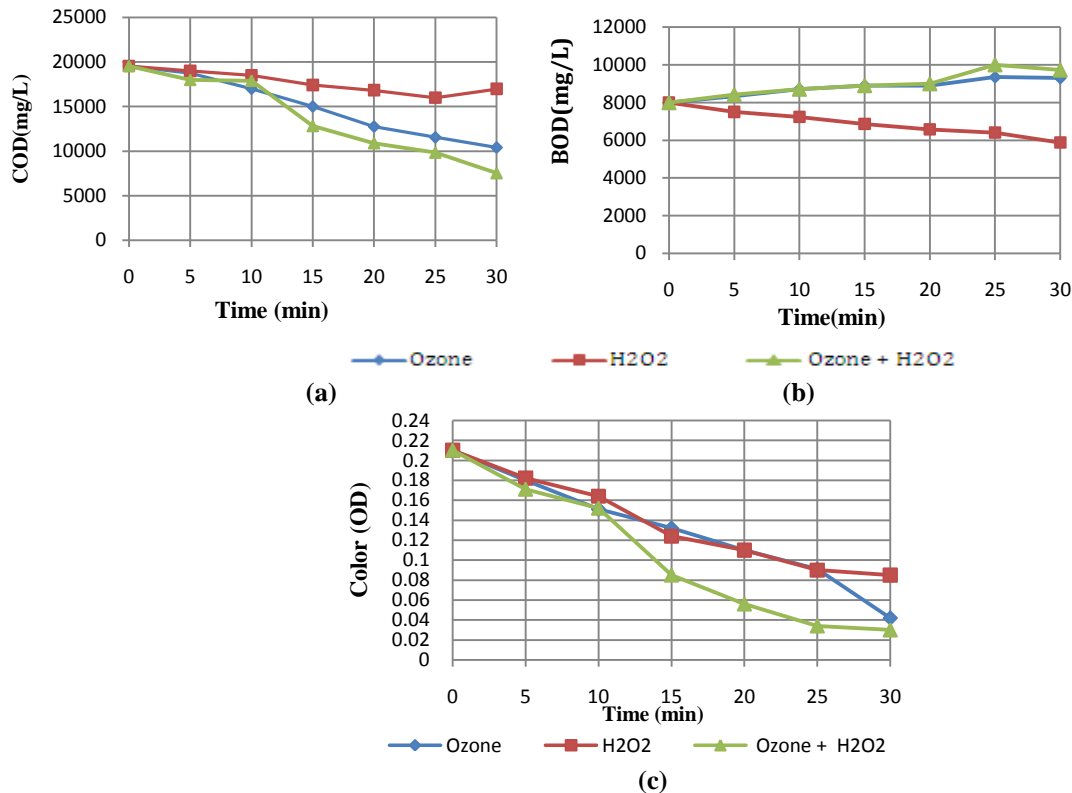 25000
20000
15000
10000
5000
0
COD(mg/L)
0 5 10 15 20 25 30
Time (min)
12000
10000
8000
6000
4000
2000
0
BOD(mg/L)
0 5 10 15 20 25 30
Time(min)
Ozone H2O2 Ozone + H2O2
(a) (b)
0.24
0.22
0.2
0.18
0.16
0.14
0.12
0.1
0.08
0.06
0.04
0.02
0
Color (OD)
0 5 10 15 20 25 30
Time (min)
Ozone H2O2 Ozone + H2O2
(c)